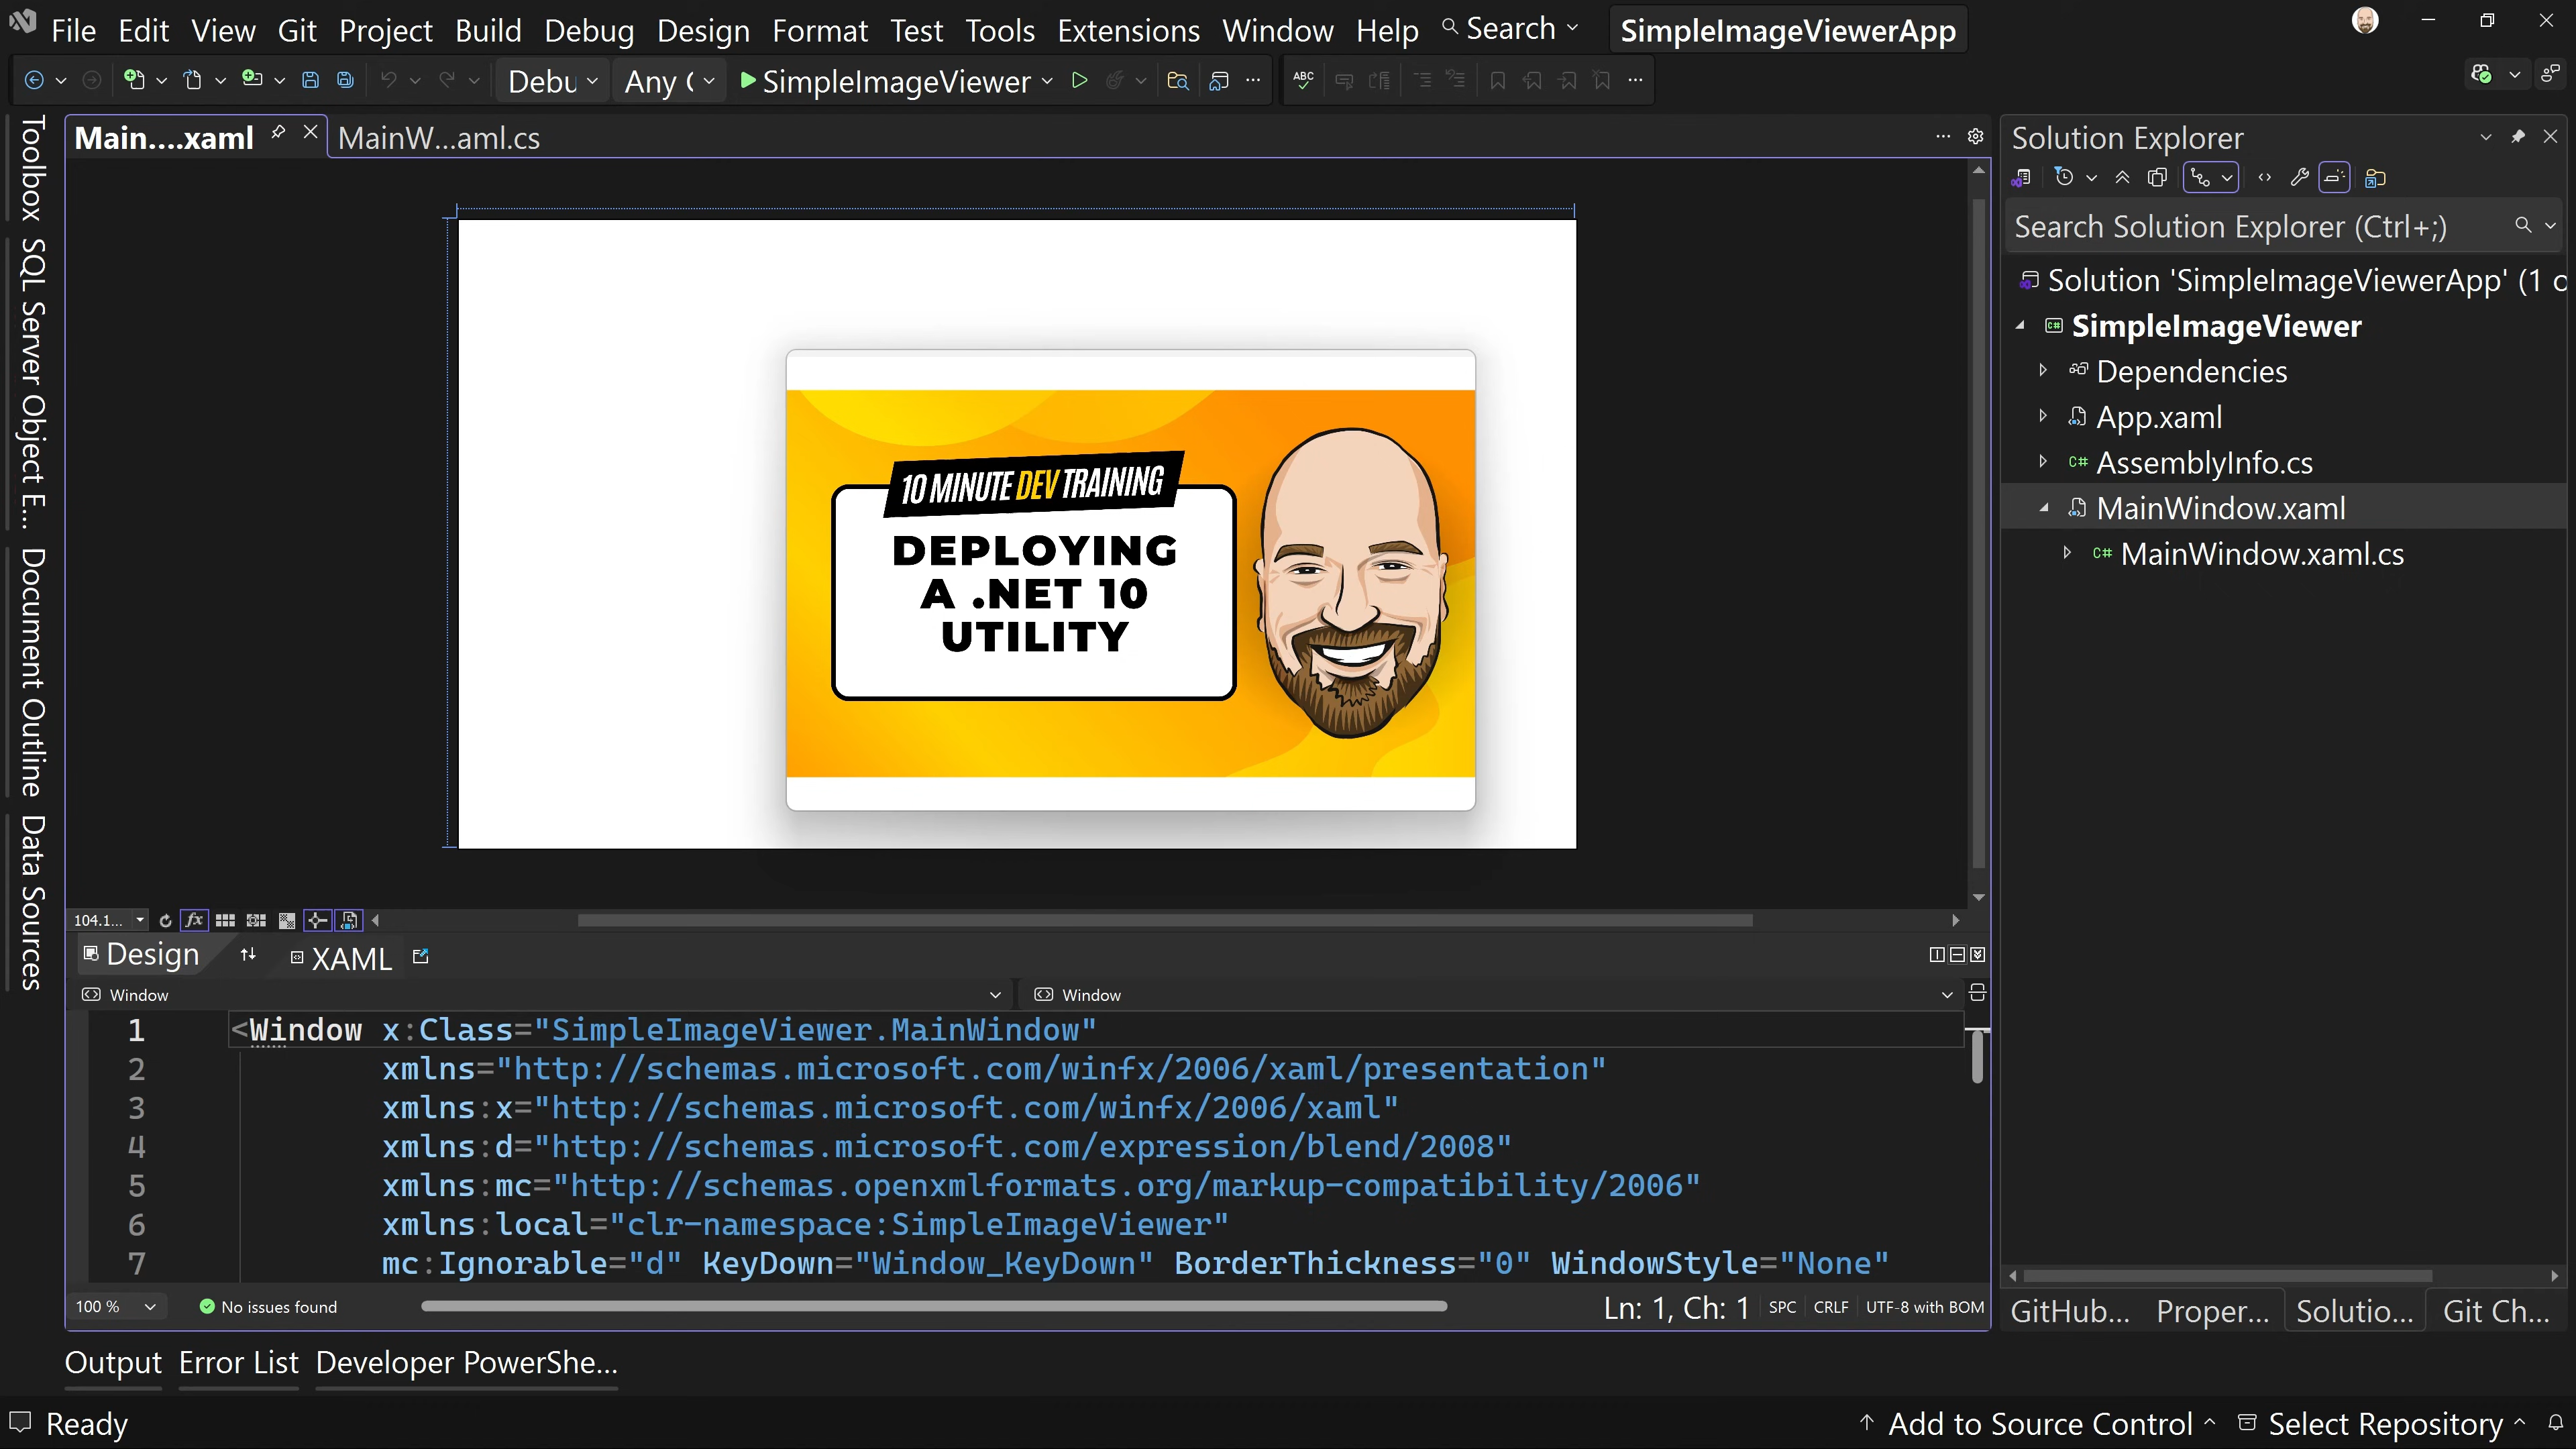 File Edit View Git Project Build Debug Design Format Test Tools Extensions Window Help Search SimpleImageViewerApp
Debu Any ( SimpleImageViewer
Main....xaml MainW...aml.cs
Toolbox
SQL Server Object E...
Document Outline
Data Sources
10 MINUTE DEV TRAINING
DEPLOYING
A .NET 10
UTILITY
104.1...
Design XAML
Window Window
1 <Window x:Class="SimpleImageViewer.MainWindow"
2 xmlns="http://schemas.microsoft.com/winfx/2006/xaml/presentation"
3 xmlns:x="http://schemas.microsoft.com/winfx/2006/xaml"
4 xmlns:d="http://schemas.microsoft.com/expression/blend/2008"
5 xmlns:mc="http://schemas.openxmlformats.org/markup-compatibility/2006"
6 xmlns:local="clr-namespace:SimpleImageViewer"
7 mc:Ignorable="d" KeyDown="Window_KeyDown" BorderThickness="0" WindowStyle="None"
100 % No issues found Ln: 1, Ch: 1 SPC CRLF UTF-8 with BOM
Solution Explorer
Search Solution Explorer (Ctrl+;)
Solution 'SimpleImageViewerApp' (1 o
SimpleImageViewer
Dependencies
App.xaml
C# AssemblyInfo.cs
MainWindow.xaml
C# MainWindow.xaml.cs
GitHub... Proper... Solutio... Git Ch...
Output Error List Developer PowerShe...
Ready Add to Source Control Select Repository